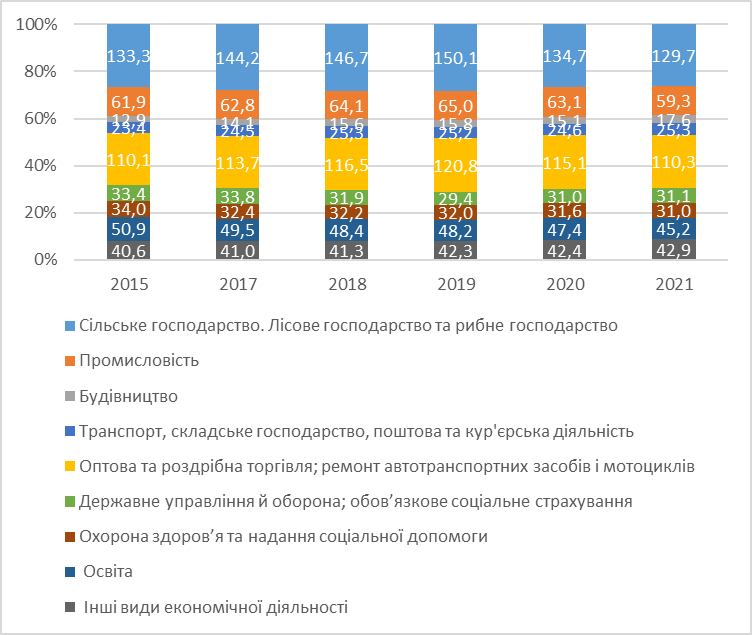 100%
133,3 144,2 146,7 150,1 134,7 129,7
80%
61,9 62,8 64,1 65,0 63,1 59,3
60%
12,9 14,1 15,6 15,8 15,1 17,6
23,4 24,5 25,3 25,2 24,6 25,3
40%
110,1 113,7 116,5 120,8 115,1 110,3
33,4 33,8 31,9 29,4 31,0 31,1
20%
34,0 32,4 32,2 32,0 31,6 31,0
50,9 49,5 48,4 48,2 47,4 45,2
0%
40,6 41,0 41,3 42,3 42,4 42,9
2015 2017 2018 2019 2020 2021
Сільське господарство. Лісове господарство та рибне господарство
Промисловість
Будівництво
Транспорт, складське господарство, поштова та кур'єрська діяльність
Оптова та роздрібна торгівля; ремонт автотранспортних засобів і мотоциклів
Державне управління й оборона; обов’язкове соціальне страхування
Охорона здоров’я та надання соціальної допомоги
Освіта
Інші види економічної діяльності